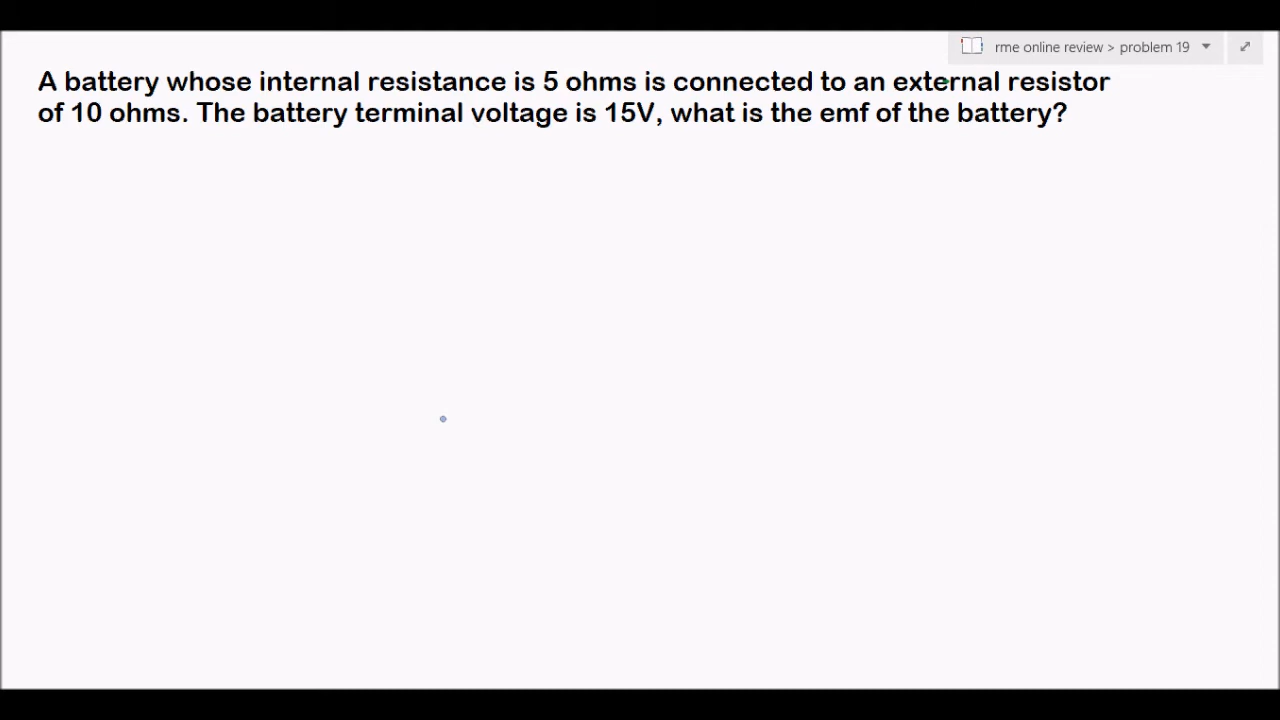 rme online review > problem 19
A battery whose internal resistance is 5 ohms is connected to an external resistor
of 10 ohms. The battery terminal voltage is 15V, what is the emf of the battery?